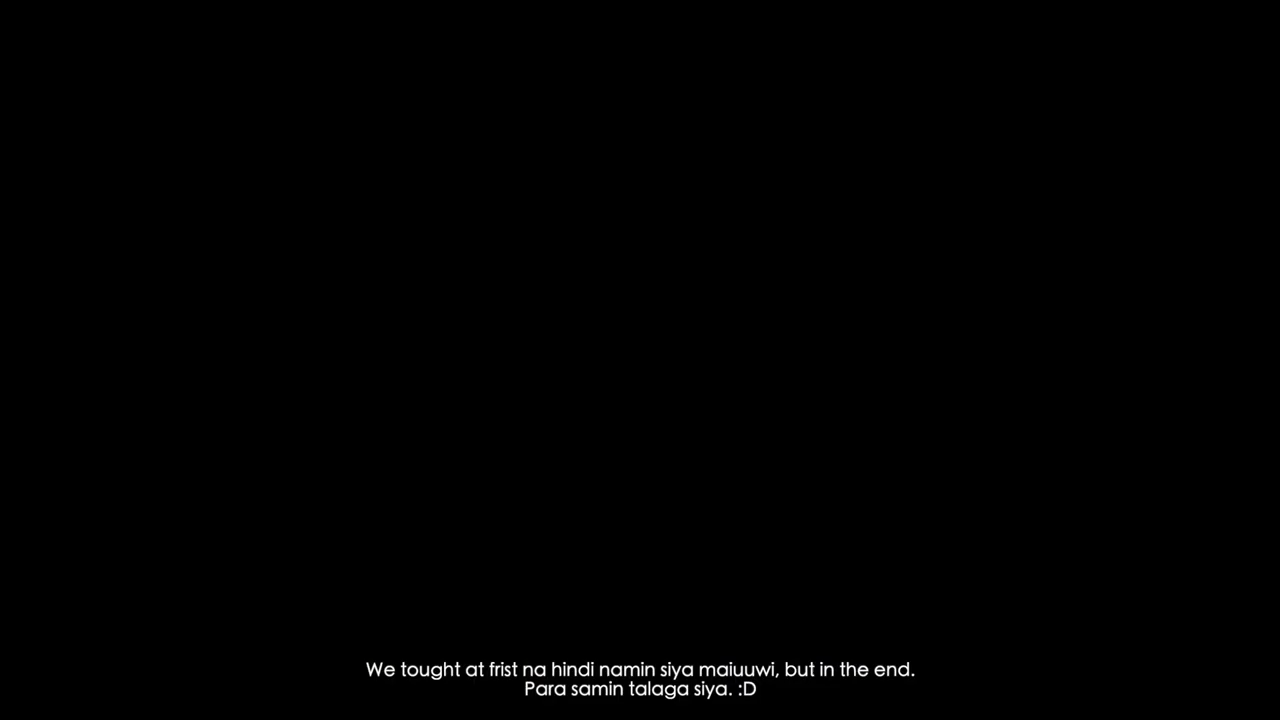 We tought at frist na hindi namin siya maiuuwi, but in the end.
Para samin talaga siya. :D